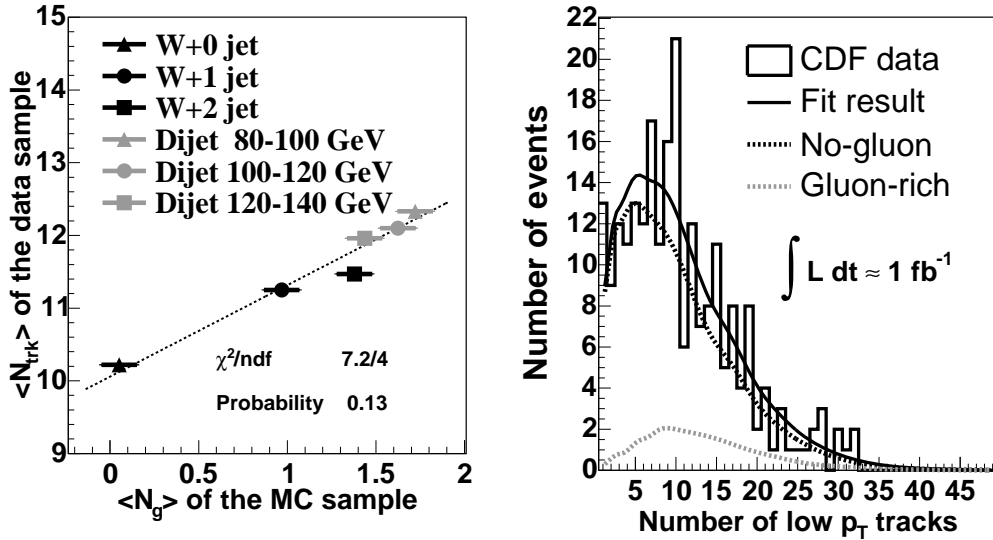 15
14
13
12
11
10
9
<N_trk> of the data sample
W+0 jet
W+1 jet
W+2 jet
Dijet 80-100 GeV
Dijet 100-120 GeV
Dijet 120-140 GeV
χ²/ndf 7.2/4
Probability 0.13
0 0.5 1 1.5 2
<N_g> of the MC sample
22
20
18
16
14
12
10
8
6
4
2
0
Number of events
CDF data
Fit result
No-gluon
Gluon-rich
∫ L dt ≈ 1 fb⁻¹
5 10 15 20 25 30 35 40 45
Number of low p_T tracks